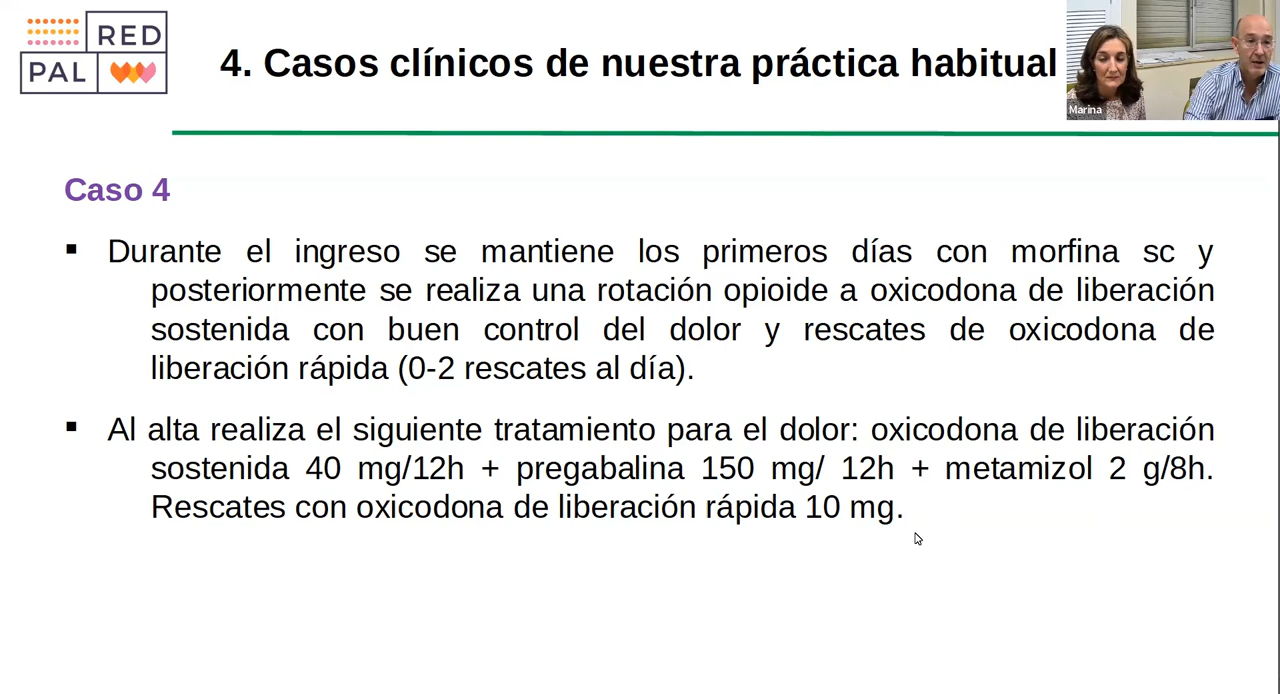 RED
PAL
4. Casos clínicos de nuestra práctica habitual
Marina
Caso 4
▪ Durante el ingreso se mantiene los primeros días con morfina sc y
posteriormente se realiza una rotación opioide a oxicodona de liberación
sostenida con buen control del dolor y rescates de oxicodona de
liberación rápida (0-2 rescates al día).
▪ Al alta realiza el siguiente tratamiento para el dolor: oxicodona de liberación
sostenida 40 mg/12h + pregabalina 150 mg/ 12h + metamizol 2 g/8h.
Rescates con oxicodona de liberación rápida 10 mg.